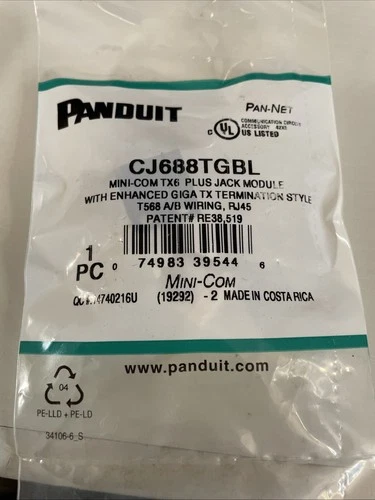 PANDUIT
PAN-NET
C UL US LISTED
COMMUNICATION CIRCUIT
ACCESSORY
CJ688TGBL
MINI-COM TX6 PLUS JACK MODULE
WITH ENHANCED GIGA TX TERMINATION STYLE
T568 A/B WIRING, RJ45
PATENT# RE38,519
1
PC
0 74983 39544 6
MINI-COM
(19292) - 2 MADE IN COSTA RICA
www.panduit.com
04
PE-LLD + PE-LD
34106-6_S